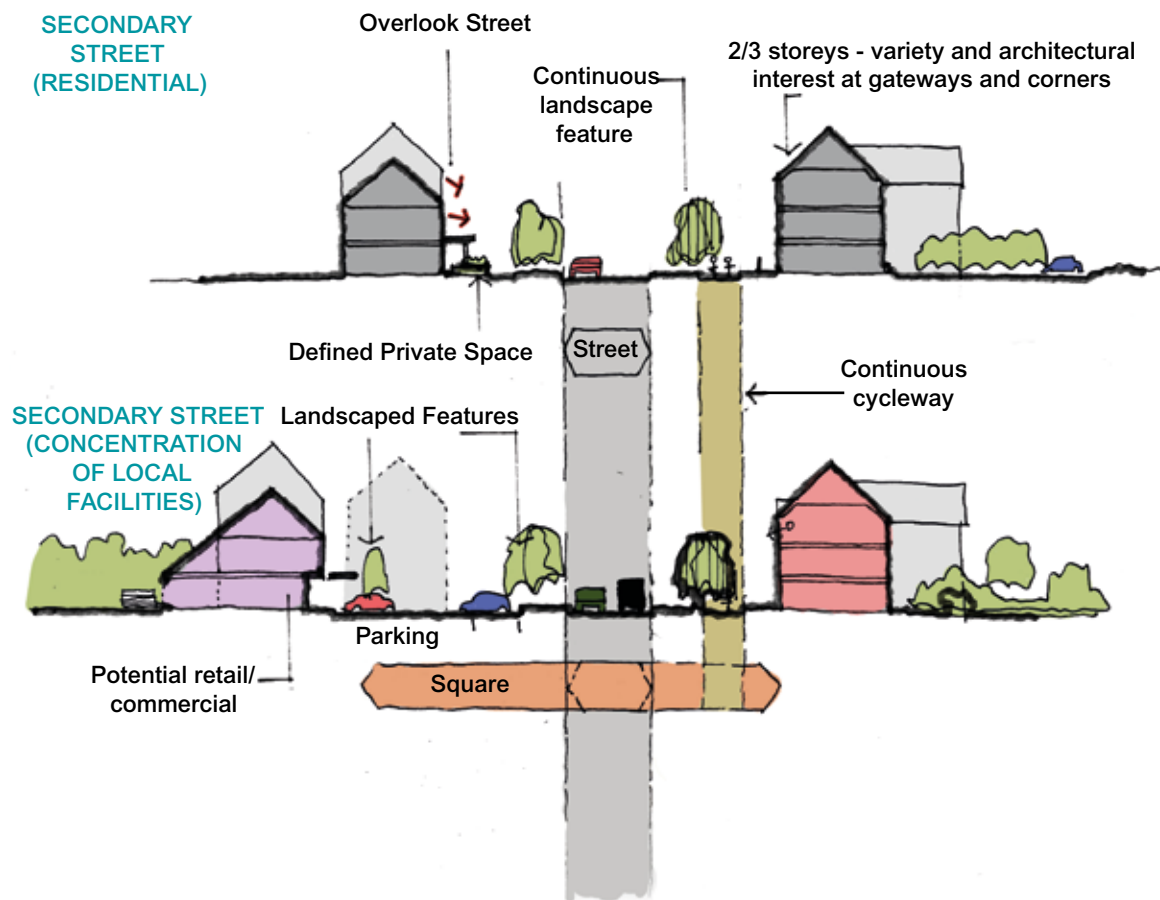 SECONDARY
STREET
(RESIDENTIAL)
Overlook Street
Continuous
landscape
feature
2/3 storeys - variety and architectural
interest at gateways and corners
Defined Private Space
Street
Continuous
cycleway
SECONDARY STREET
(CONCENTRATION
OF LOCAL
FACILITIES)
Landscaped Features
Parking
Potential retail/
commercial
Square